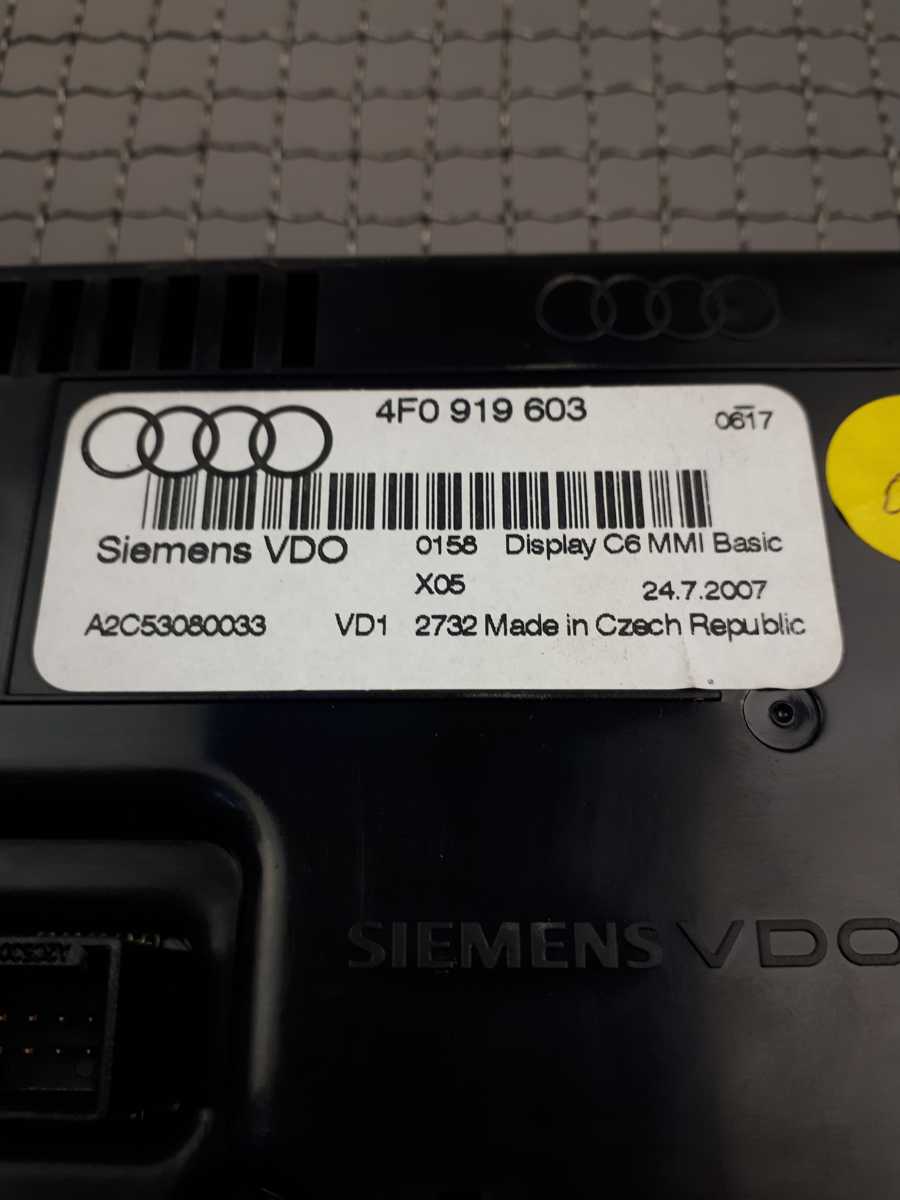 4F0 919 603
0617
Siemens VDO 0158 Display C6 MMI Basic
X05 24.7.2007
A2C53080033 VD1 2732 Made in Czech Republic
SIEMENS VDO